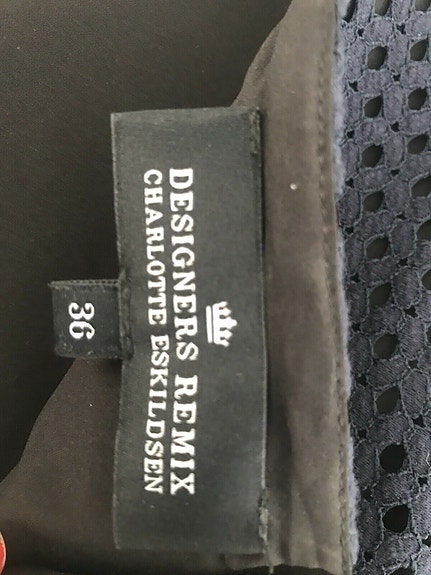 DESIGNERS REMIX
CHARLOTTE ESKILDSEN
36